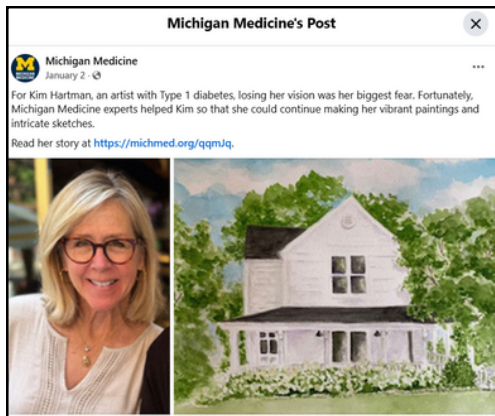 Michigan Medicine's Post
Michigan Medicine
January 2 ·
For Kim Hartman, an artist with Type 1 diabetes, losing her vision was her biggest fear. Fortunately,
Michigan Medicine experts helped Kim so that she could continue making her vibrant paintings and
intricate sketches.
Read her story at https://michmed.org/qqmJq.